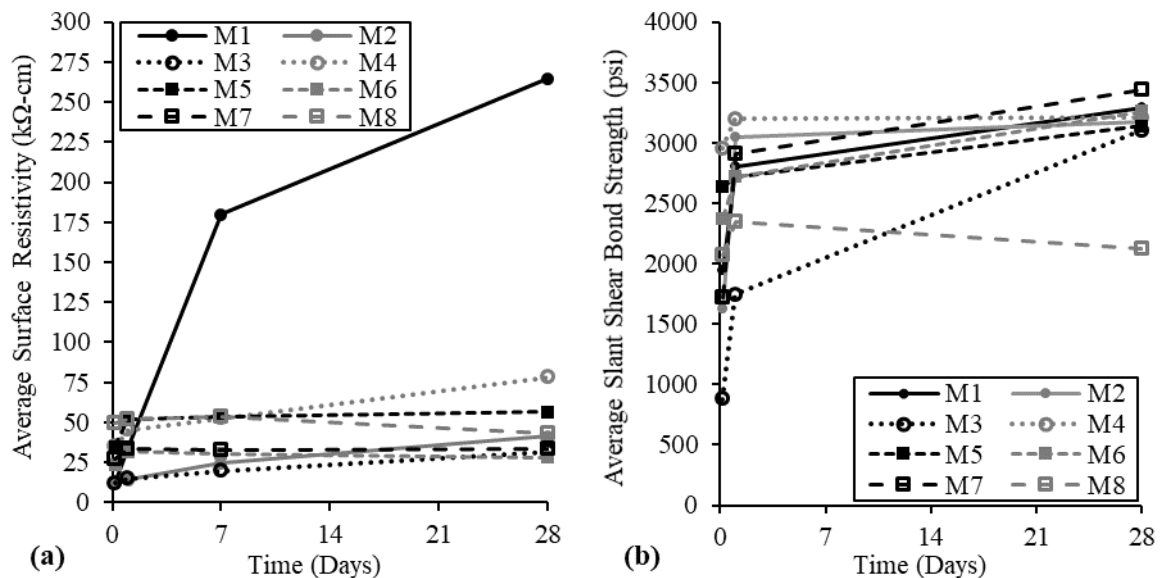 Average Surface Resistivity (kΩ-cm)
300
275
250
225
200
175
150
125
100
75
50
25
0
M1 M2
M3 M4
M5 M6
M7 M8
0 7 14 21 28
Time (Days)
(a)
Average Slant Shear Bond Strength (psi)
4000
3500
3000
2500
2000
1500
1000
500
0
M1 M2
M3 M4
M5 M6
M7 M8
0 7 14 21 28
Time (Days)
(b)